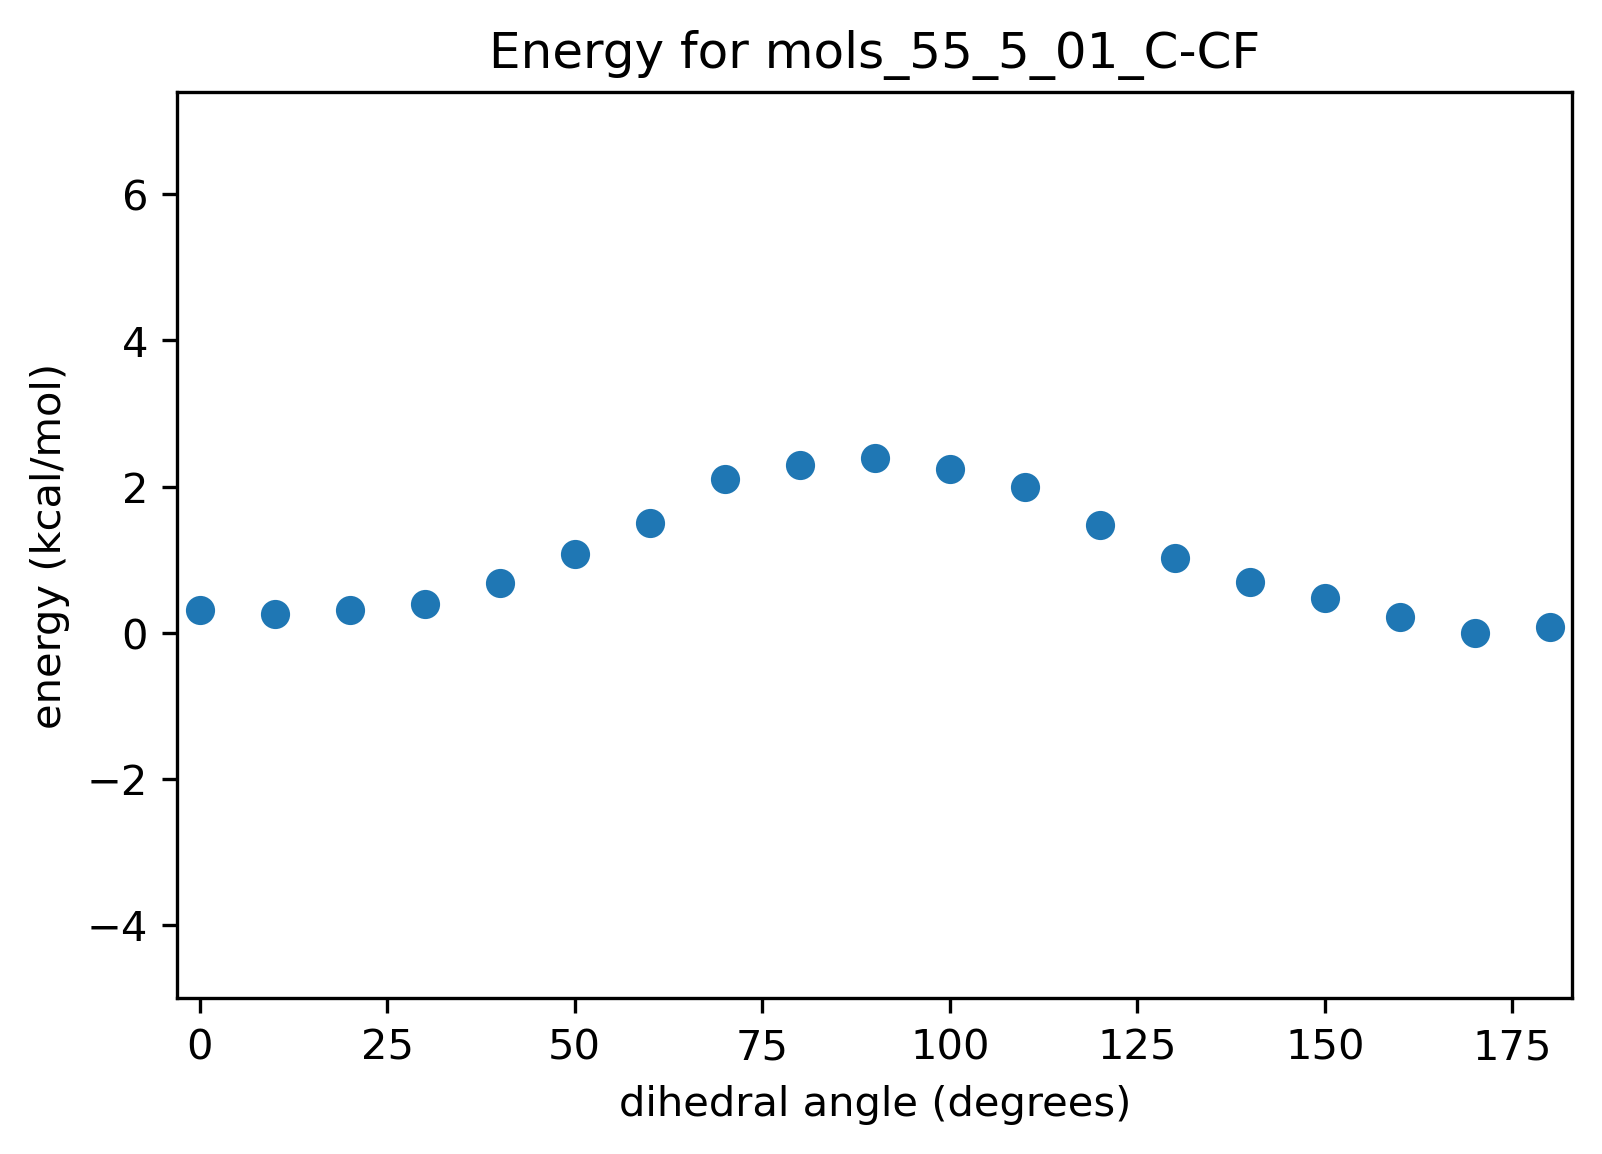 Energy for mols_55_5_01_C-CF
energy (kcal/mol)
6
4
2
0
−2
−4
0 25 50 75 100 125 150 175
dihedral angle (degrees)